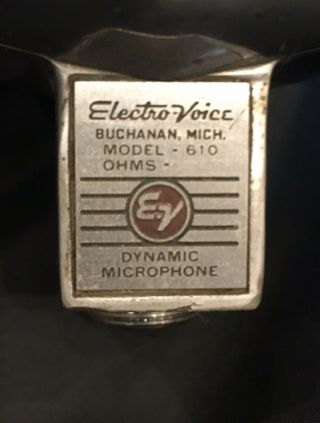 Electro-Voice
BUCHANAN, MICH.
MODEL - 610
OHMS -
EV
DYNAMIC
MICROPHONE